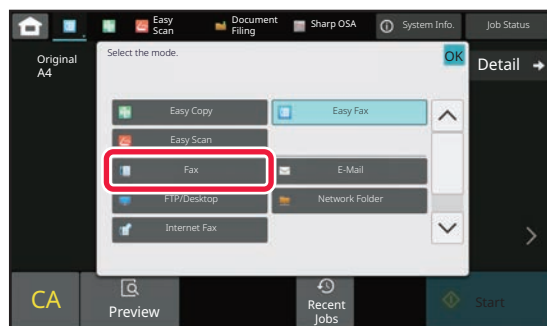 Easy
Scan
Document
Filing
Sharp OSA
System Info.
Job Status
Original
A4
Select the mode.
OK
Detail
Easy Copy
Easy Fax
Easy Scan
Fax
E-Mail
FTP/Desktop
Network Folder
Internet Fax
CA
Preview
Recent
Jobs
Start